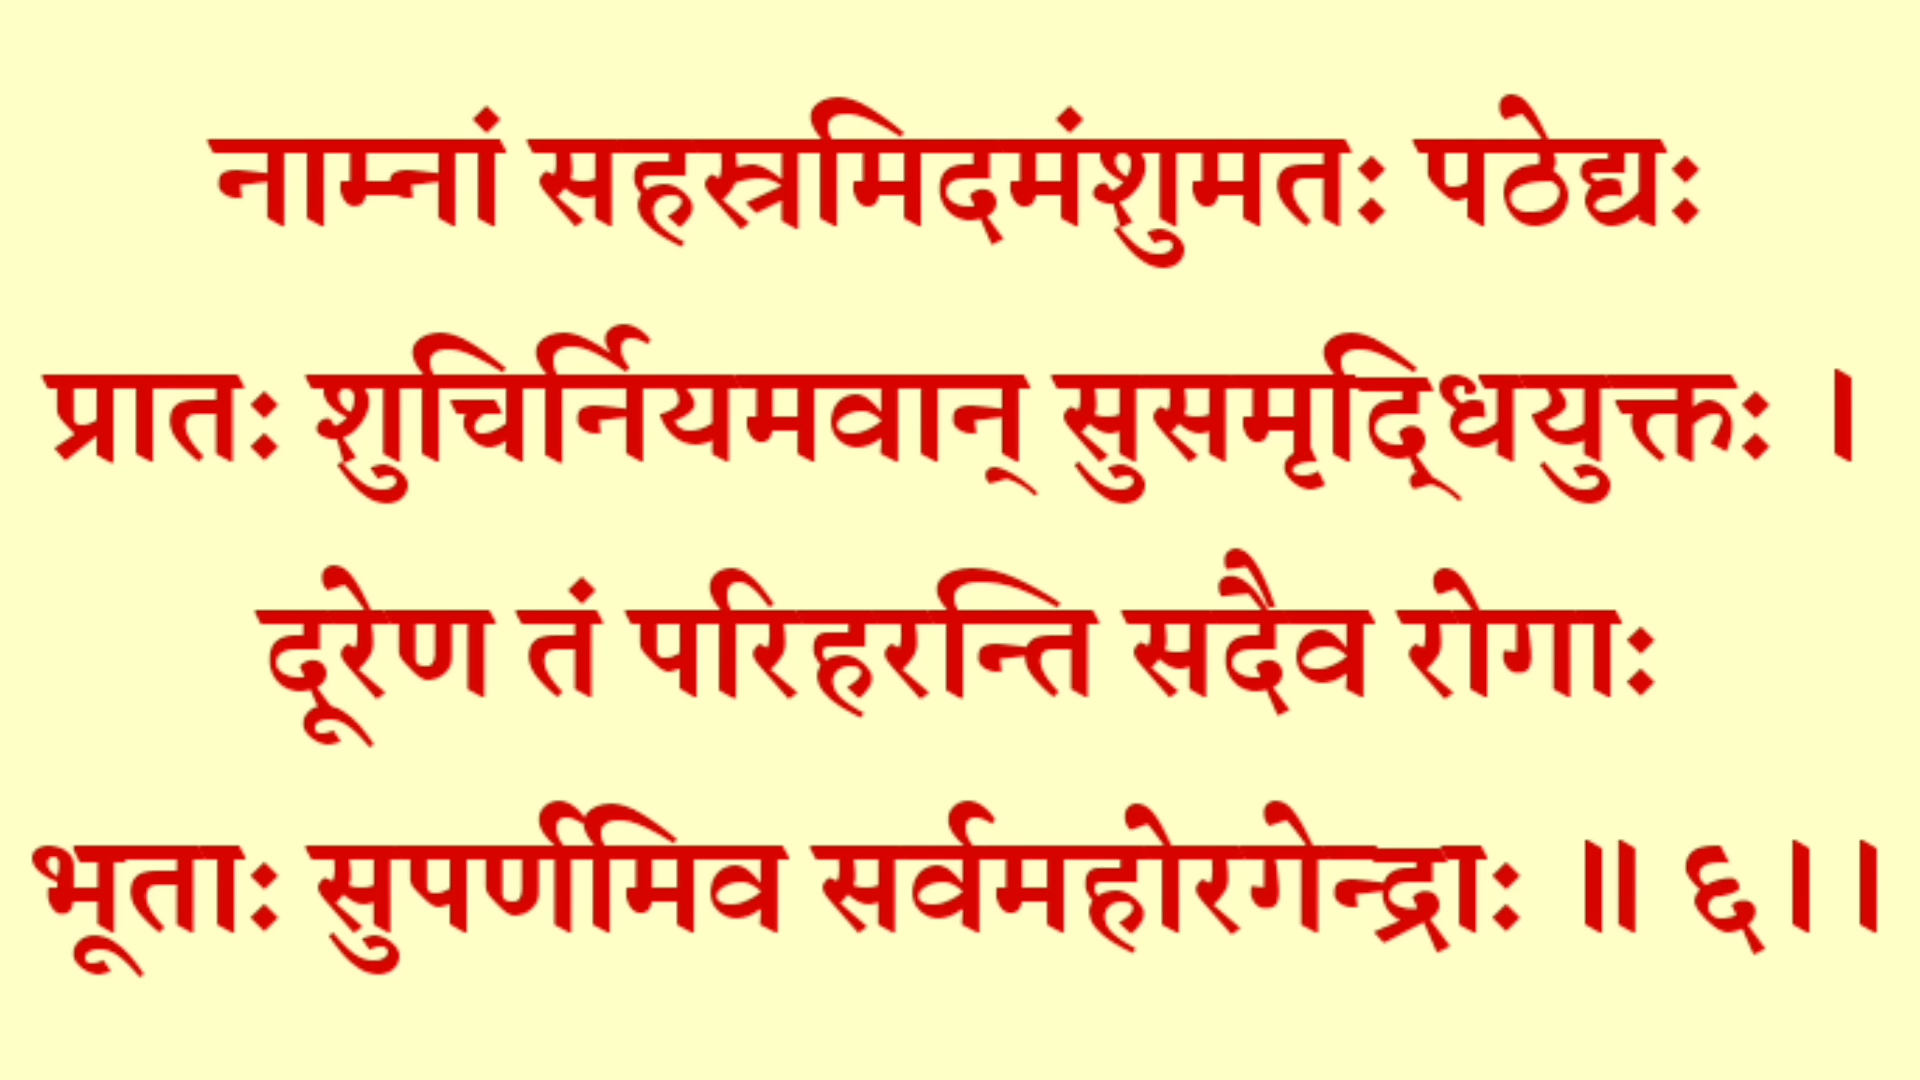 नाम्नां सहस्रमिदमंशुमतः पठेद्यः
प्रातः शुचिर्नियमवान् सुसमृद्धियुक्तः ।
दूरेण तं परिहरन्ति सदैव रोगाः
भूताः सुपर्णमिव सर्वमहोरगेन्द्राः ॥ ६।।